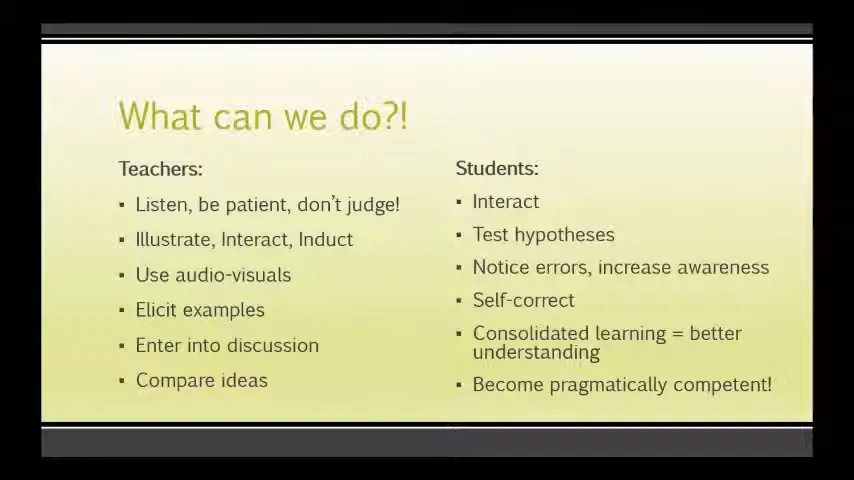 What can we do?!
Teachers:
▪ Listen, be patient, don't judge!
▪ Illustrate, Interact, Induct
▪ Use audio-visuals
▪ Elicit examples
▪ Enter into discussion
▪ Compare ideas
Students:
▪ Interact
▪ Test hypotheses
▪ Notice errors, increase awareness
▪ Self-correct
▪ Consolidated learning = better
understanding
▪ Become pragmatically competent!